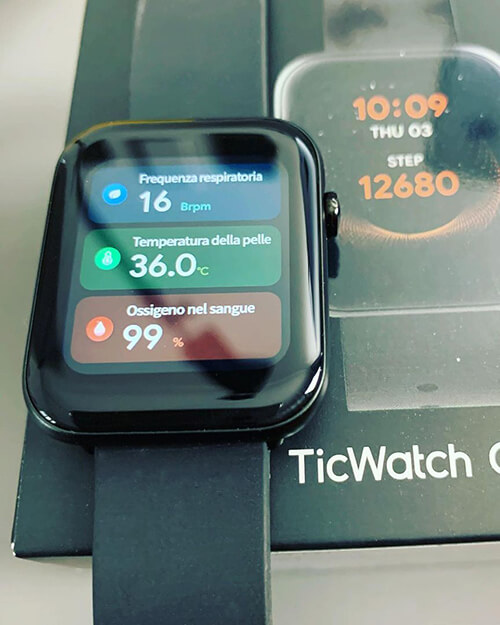 Frequenza respiratoria
16 Brpm
Temperatura della pelle
36.0°C
Ossigeno nel sangue
99 %
10:09
THU 03
STEP
12680
TicWatch